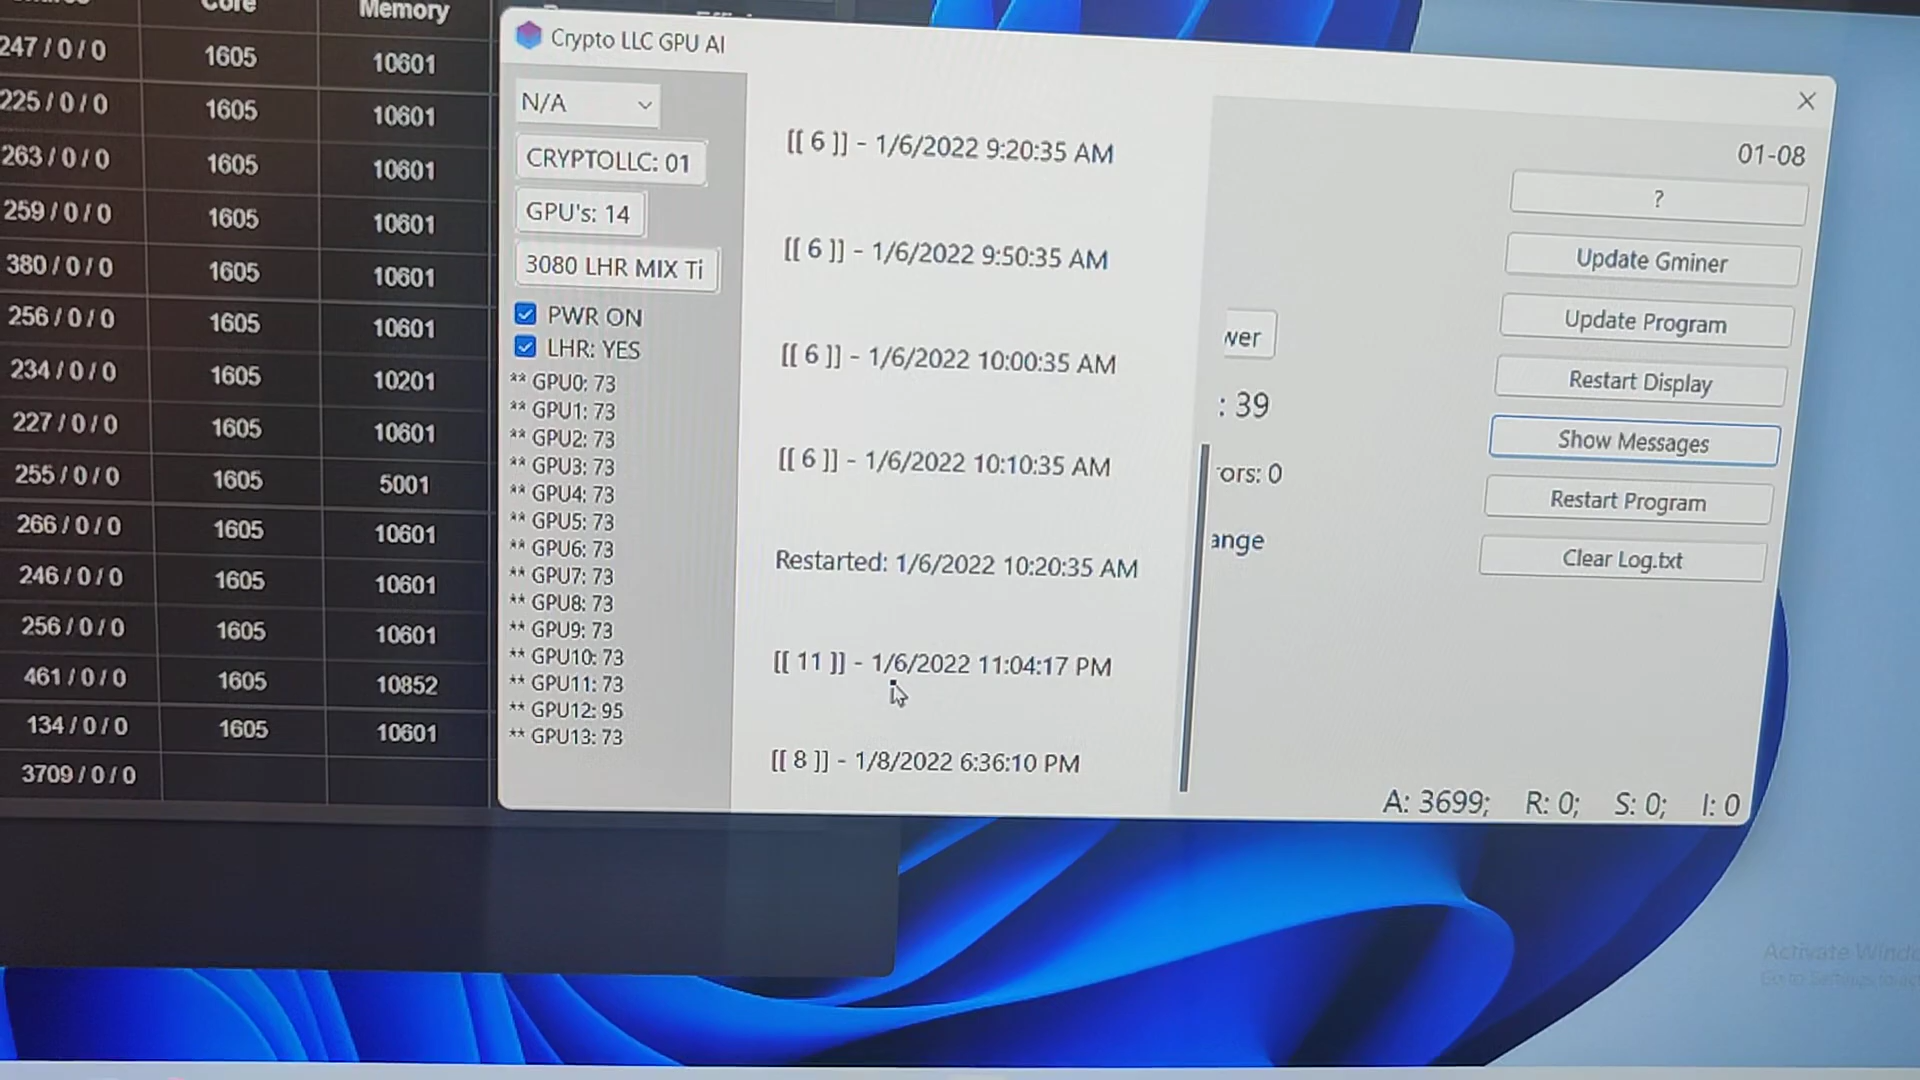 Core Memory
247 / 0 / 0 1605 10601
225 / 0 / 0 1605 10601
263 / 0 / 0 1605 10601
259 / 0 / 0 1605 10601
380 / 0 / 0 1605 10601
256 / 0 / 0 1605 10601
234 / 0 / 0 1605 10201
227 / 0 / 0 1605 10601
255 / 0 / 0 1605 5001
266 / 0 / 0 1605 10601
246 / 0 / 0 1605 10601
256 / 0 / 0 1605 10601
461 / 0 / 0 1605 10852
134 / 0 / 0 1605 10601
3709 / 0 / 0
Crypto LLC GPU AI
N/A
CRYPTOLLC: 01
GPU's: 14
3080 LHR MIX Ti
PWR ON
LHR: YES
** GPU0: 73
** GPU1: 73
** GPU2: 73
** GPU3: 73
** GPU4: 73
** GPU5: 73
** GPU6: 73
** GPU7: 73
** GPU8: 73
** GPU9: 73
** GPU10: 73
** GPU11: 73
** GPU12: 95
** GPU13: 73
[[ 6 ]] - 1/6/2022 9:20:35 AM
[[ 6 ]] - 1/6/2022 9:50:35 AM
[[ 6 ]] - 1/6/2022 10:00:35 AM
[[ 6 ]] - 1/6/2022 10:10:35 AM
Restarted: 1/6/2022 10:20:35 AM
[[ 11 ]] - 1/6/2022 11:04:17 PM
[[ 8 ]] - 1/8/2022 6:36:10 PM
wer
: 39
ors: 0
ange
01-08
?
Update Gminer
Update Program
Restart Display
Show Messages
Restart Program
Clear Log.txt
A: 3699; R: 0; S: 0; I: 0
Activate Windo
Go to Settings to ac